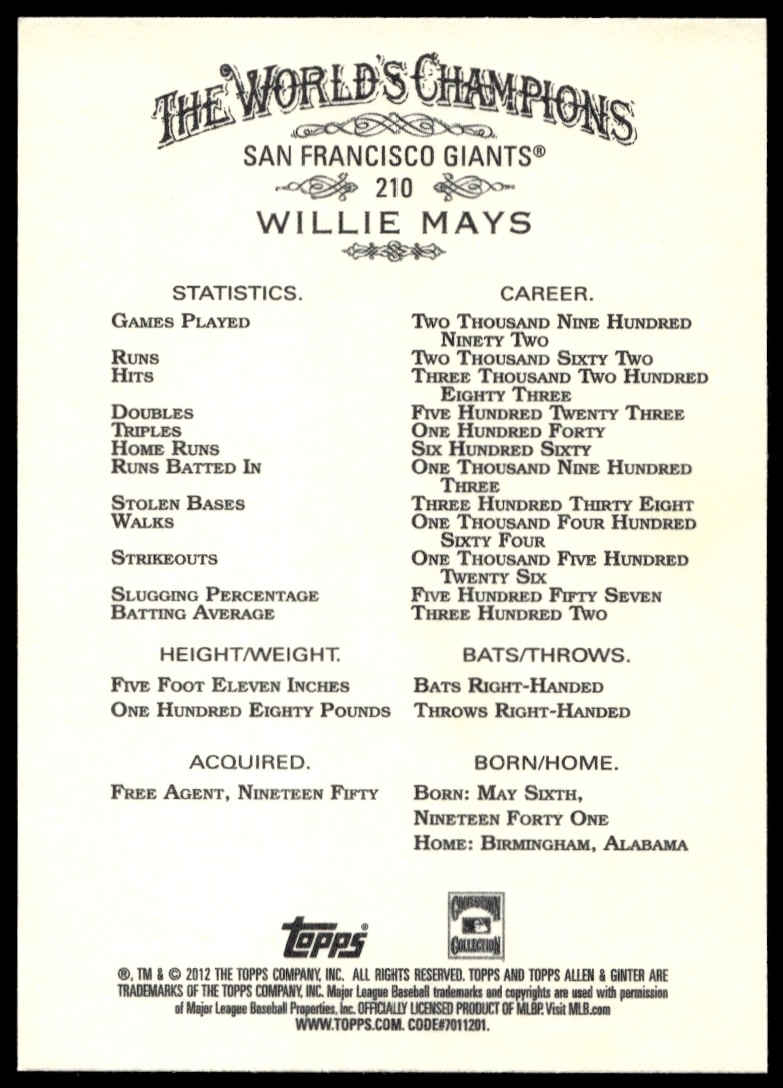 THE WORLD'S CHAMPIONS
SAN FRANCISCO GIANTS®
210
WILLIE MAYS
STATISTICS. CAREER.
GAMES PLAYED TWO THOUSAND NINE HUNDRED
NINETY TWO
RUNS TWO THOUSAND SIXTY TWO
HITS THREE THOUSAND TWO HUNDRED
EIGHTY THREE
DOUBLES FIVE HUNDRED TWENTY THREE
TRIPLES ONE HUNDRED FORTY
HOME RUNS SIX HUNDRED SIXTY
RUNS BATTED IN ONE THOUSAND NINE HUNDRED
THREE
STOLEN BASES THREE HUNDRED THIRTY EIGHT
WALKS ONE THOUSAND FOUR HUNDRED
SIXTY FOUR
STRIKEOUTS ONE THOUSAND FIVE HUNDRED
TWENTY SIX
SLUGGING PERCENTAGE FIVE HUNDRED FIFTY SEVEN
BATTING AVERAGE THREE HUNDRED TWO
HEIGHT/WEIGHT. BATS/THROWS.
FIVE FOOT ELEVEN INCHES BATS RIGHT-HANDED
ONE HUNDRED EIGHTY POUNDS THROWS RIGHT-HANDED
ACQUIRED. BORN/HOME.
FREE AGENT, NINETEEN FIFTY BORN: MAY SIXTH,
NINETEEN FORTY ONE
HOME: BIRMINGHAM, ALABAMA
topps®
COOPERSTOWN
COLLECTION
®, TM & © 2012 THE TOPPS COMPANY, INC. ALL RIGHTS RESERVED. TOPPS AND TOPPS ALLEN & GINTER ARE
TRADEMARKS OF THE TOPPS COMPANY, INC. Major League Baseball trademarks and copyrights are used with permission
of Major League Baseball Properties, Inc. OFFICIALLY LICENSED PRODUCT OF MLBP. Visit MLB.com
WWW.TOPPS.COM. CODE#7011201.